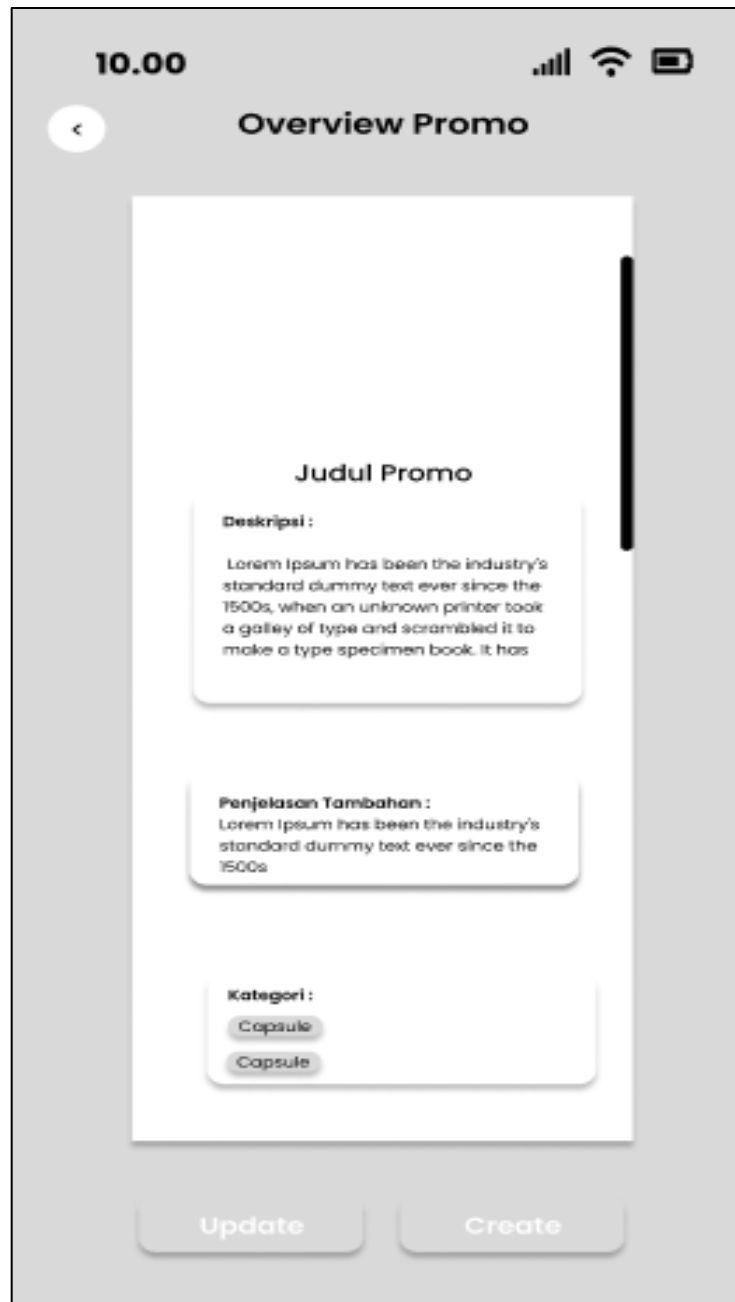 10.00
<
Overview Promo
Judul Promo
Deskripsi :
Lorem Ipsum has been the industry's
standard dummy text ever since the
1500s, when an unknown printer took
a galley of type and scrambled it to
make a type specimen book. It has
Penjelasan Tambahan :
Lorem Ipsum has been the industry's
standard dummy text ever since the
1500s
Kategori :
Capsule
Capsule
Update Create